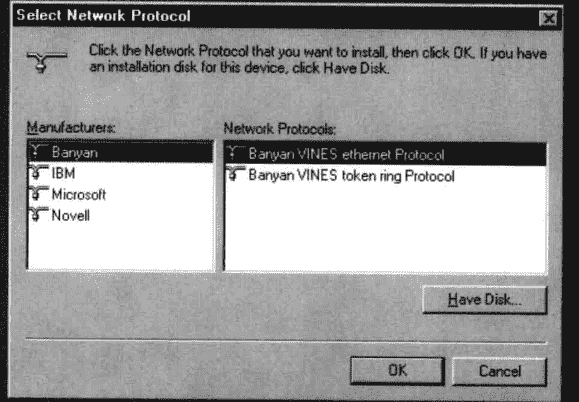 Select Network Protocol
Click the Network Protocol that you want to install, then click OK. If you have
an installation disk for this device, click Have Disk.
Manufacturers:
Banyan
IBM
Microsoft
Novell
Network Protocols:
Banyan VINES ethernet Protocol
Banyan VINES token ring Protocol
Have Disk...
OK
Cancel